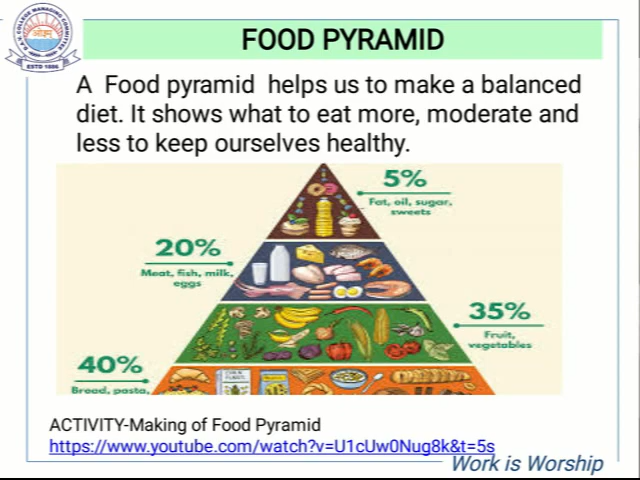 FOOD PYRAMID
A Food pyramid helps us to make a balanced
diet. It shows what to eat more, moderate and
less to keep ourselves healthy.
5%
Fat, oil, sugar,
sweets
20%
Meat, fish, milk,
eggs
35%
Fruit,
vegetables
40%
Bread, pasta,
ACTIVITY-Making of Food Pyramid
https://www.youtube.com/watch?v=U1cUw0Nug8k&t=5s
Work is Worship
ESTD 1886